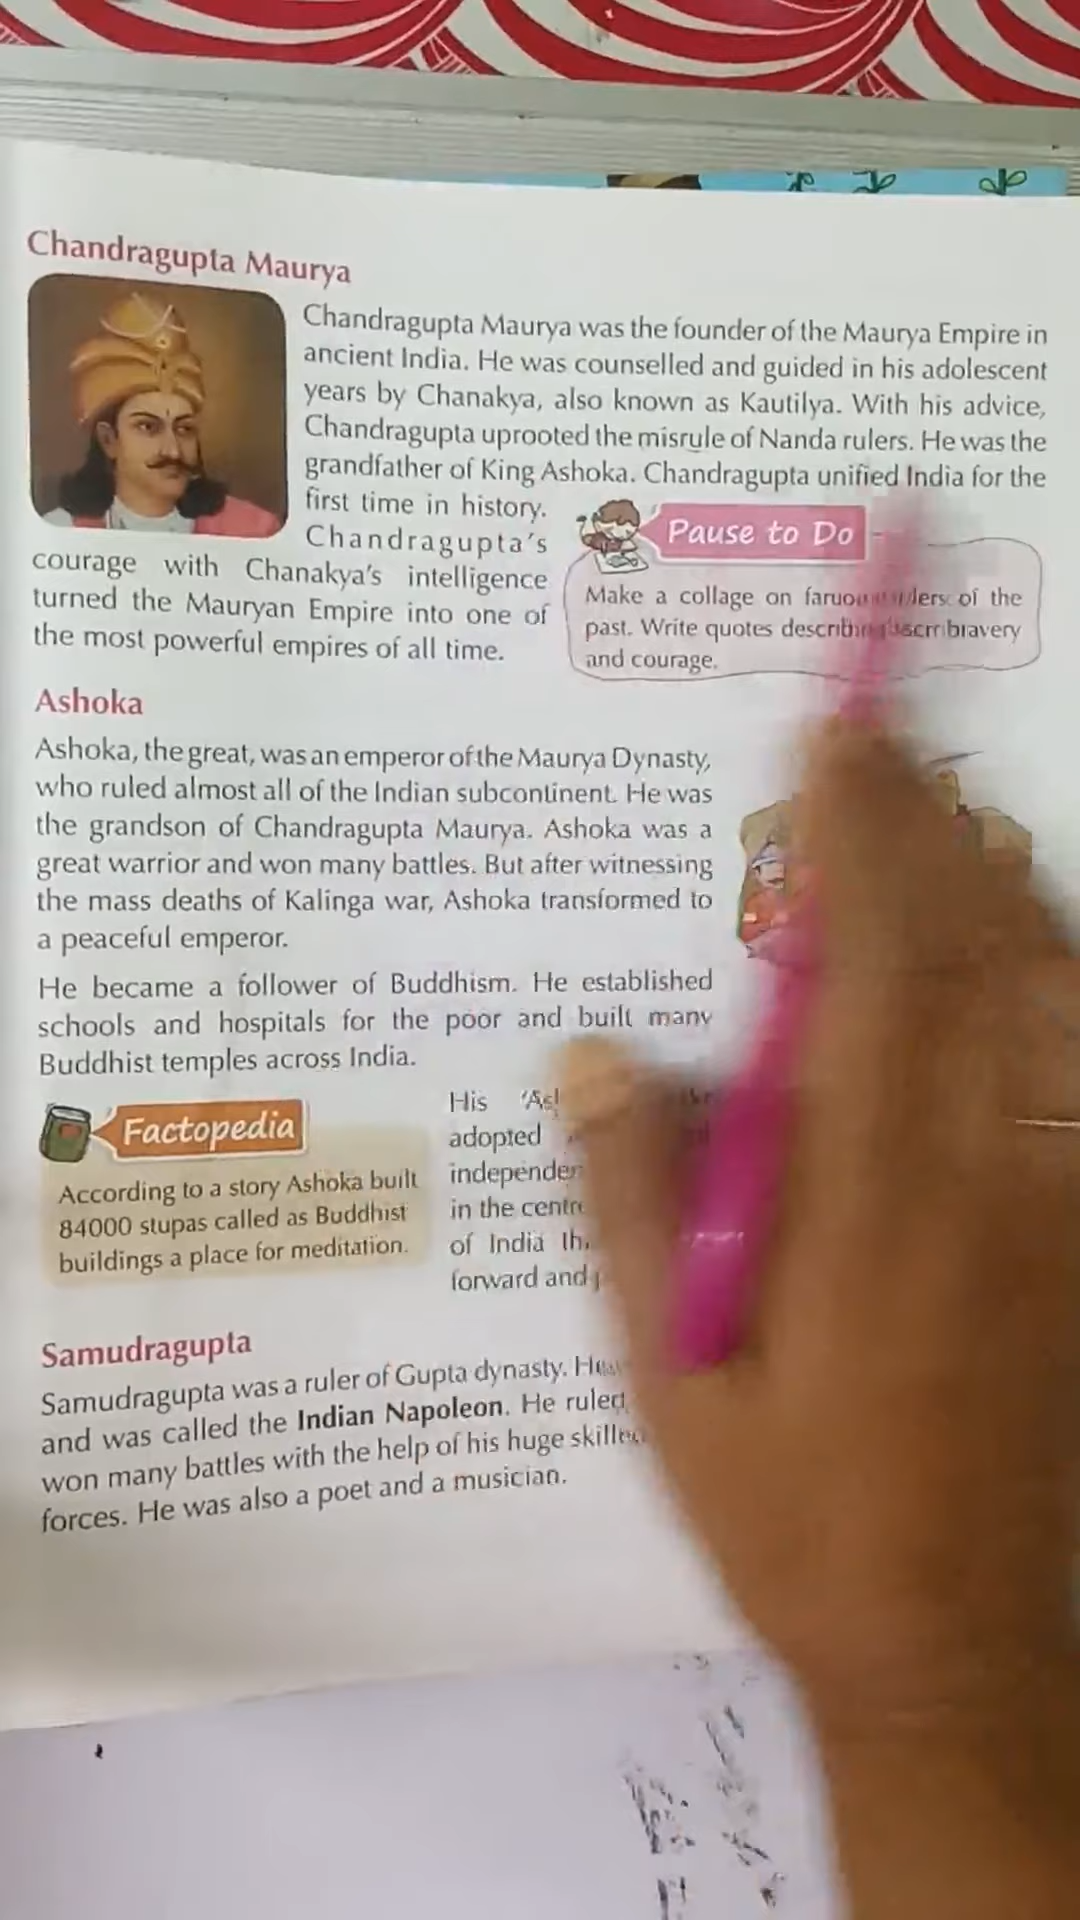 Chandragupta Maurya
Chandragupta Maurya was the founder of the Maurya Empire in
ancient India. He was counselled and guided in his adolescent
years by Chanakya, also known as Kautilya. With his advice,
Chandragupta uprooted the misrule of Nanda rulers. He was the
grandfather of King Ashoka. Chandragupta unified India for the
first time in history.
Chandragupta's
courage with Chanakya's intelligence
turned the Mauryan Empire into one of
the most powerful empires of all time.
Pause to Do
Make a collage on of the
past. Write quotes bravery
and courage.
Ashoka
Ashoka, the great, was an emperor of the Maurya Dynasty,
who ruled almost all of the Indian subcontinent. He was
the grandson of Chandragupta Maurya. Ashoka was a
great warrior and won many battles. But after witnessing
the mass deaths of Kalinga war, Ashoka transformed to
a peaceful emperor.
He became a follower of Buddhism. He established
schools and hospitals for the poor and built many
Buddhist temples across India.
Factopedia
According to a story Ashoka built
84000 stupas called as Buddhist
buildings a place for meditation.
His
adopted
in the centre
of India
forward and
Samudragupta
Samudragupta was a ruler of Gupta dynasty. He
and was called the Indian Napoleon. He ruled
won many battles with the help of his huge
forces. He was also a poet and a musician.